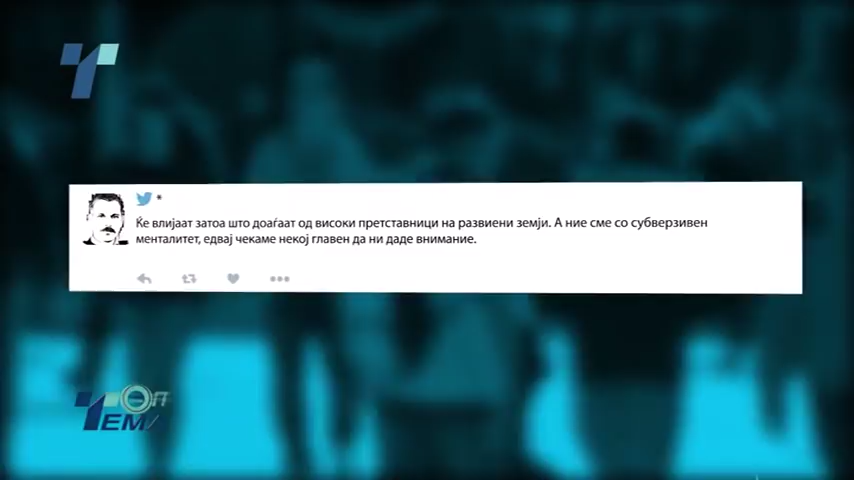 *
Ќе влијаат затоа што доаѓаат од високи претставници на развиени земји. А ние сме со субверзивен
менталитет, едвај чекаме некој главен да ни даде внимание.